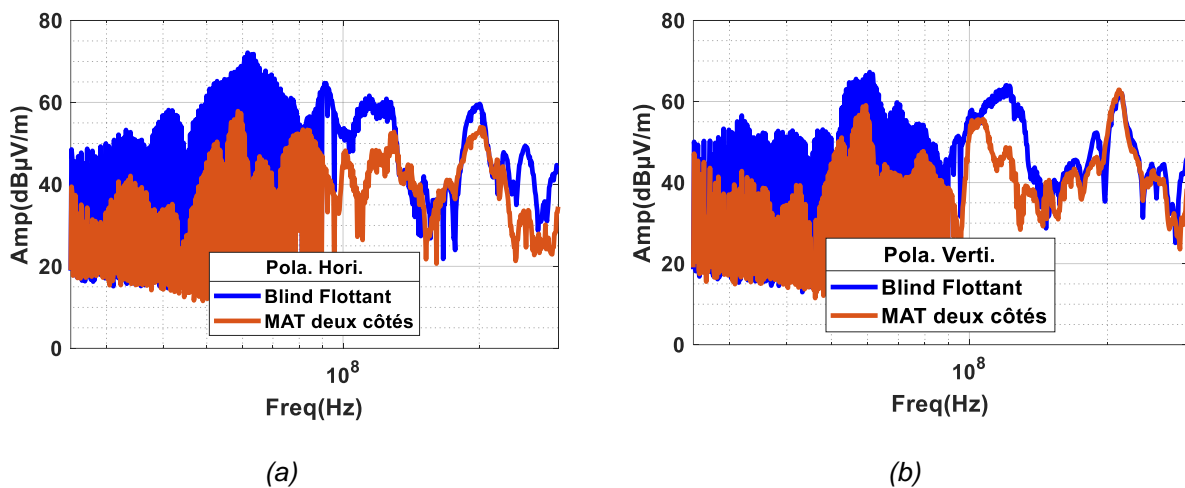 80
60
40
20
0
Amp(dBµV/m)
Pola. Hori.
Blind Flottant
MAT deux côtés
10⁸
Freq(Hz)
(a)
80
60
40
20
0
Amp(dBµV/m)
Pola. Verti.
Blind Flottant
MAT deux côtés
10⁸
Freq(Hz)
(b)